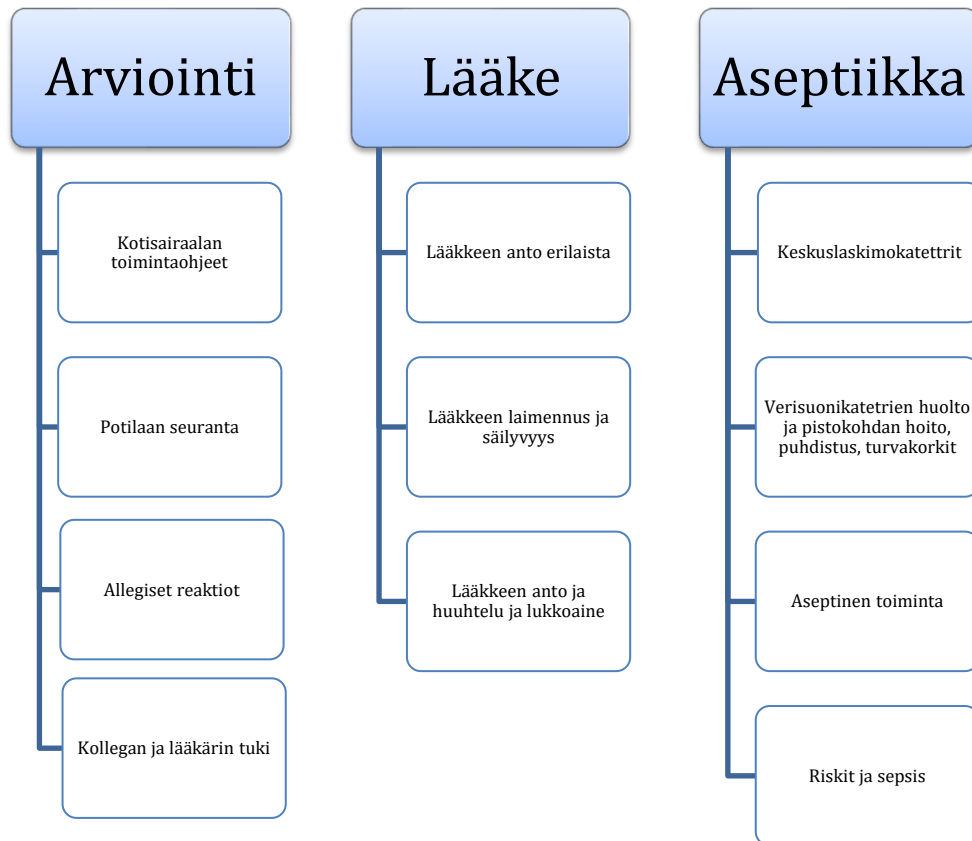 Arviointi
Kotisairaalan
toimintaohjeet
Potilaan seuranta
Allegiset reaktiot
Kollegan ja lääkärin tuki
Lääke
Lääkkeen anto erilaista
Lääkkeen laimennus ja
säilyvyys
Lääkkeen anto ja
huuhtelu ja lukkoaine
Aseptiikka
Keskuslaskimokatettrit
Verisuonikatetrien huolto
ja pistokohdan hoito,
puhdistus, turvakorkit
Aseptinen toiminta
Riskit ja sepsis